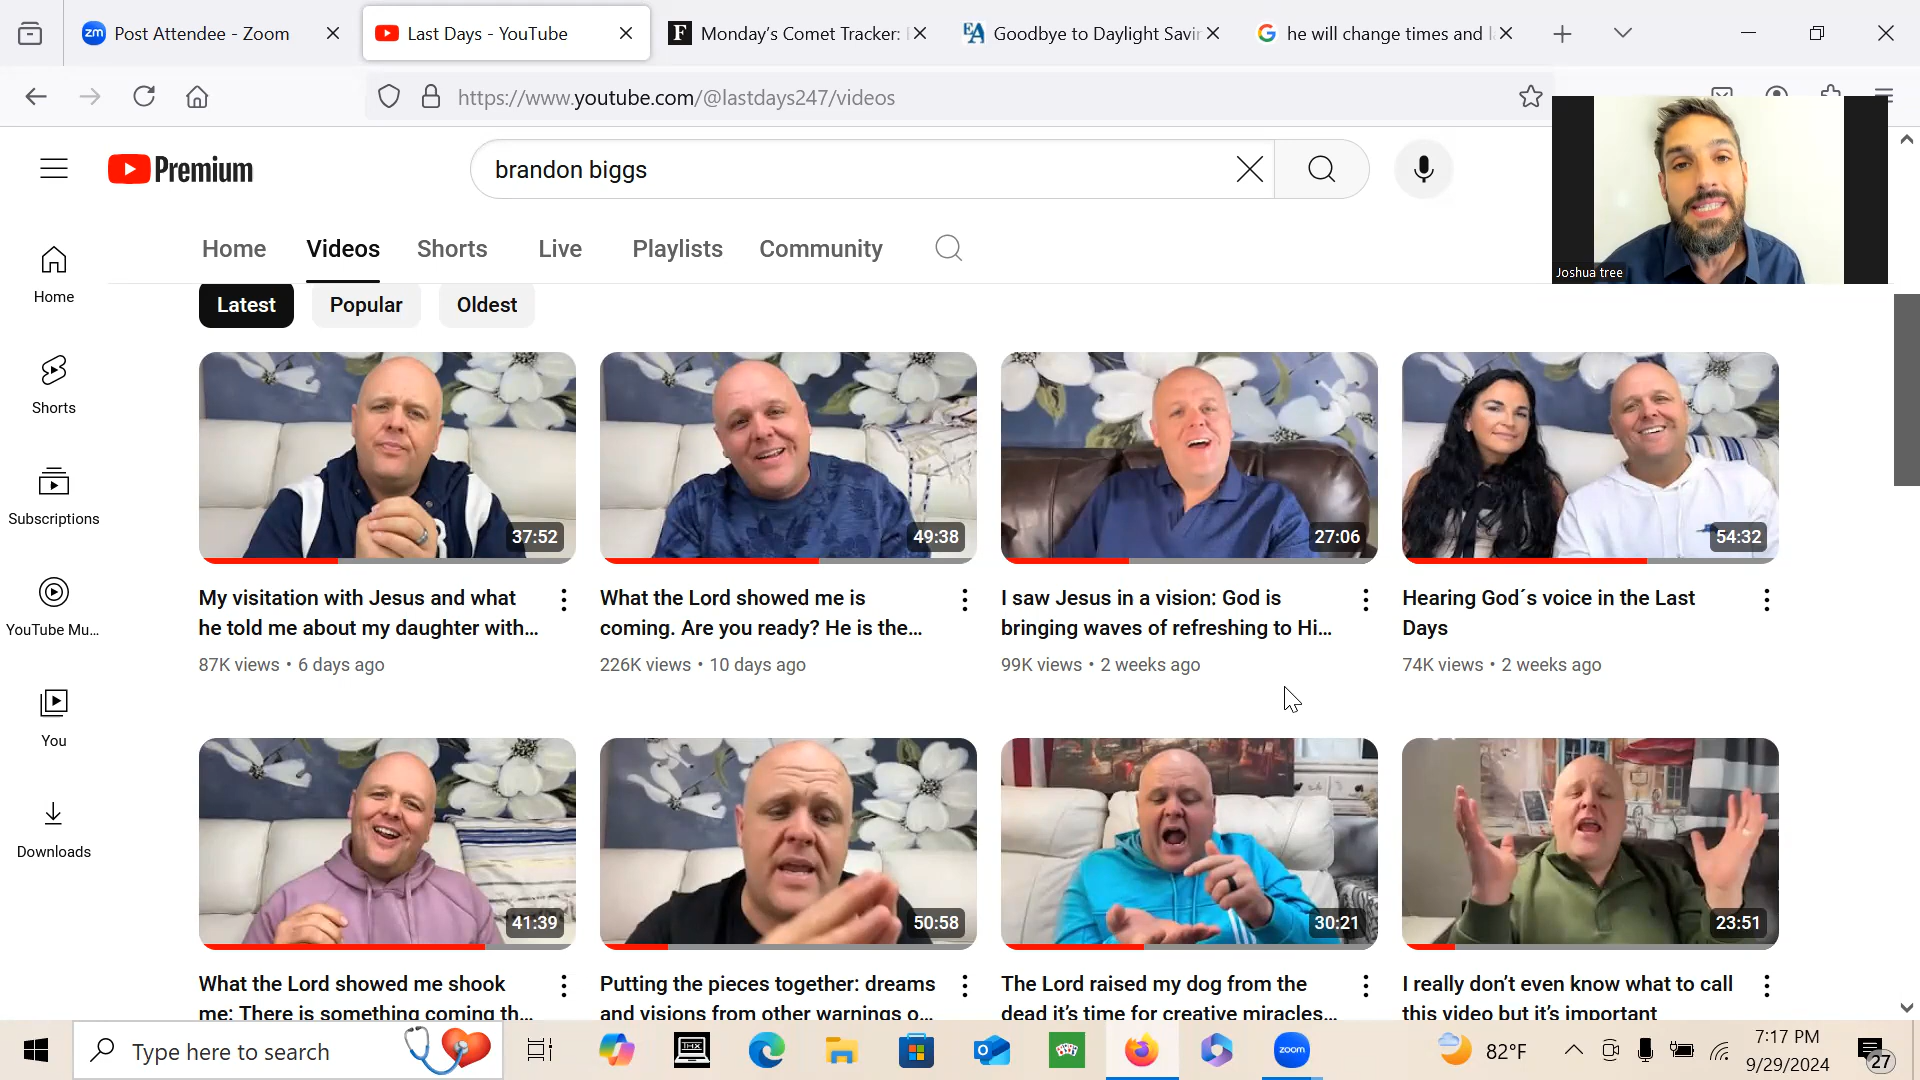 Post Attendee - Zoom
Last Days - YouTube
Monday's Comet Tracker:
Goodbye to Daylight Savin
he will change times and l
https://www.youtube.com/@lastdays247/videos
Premium
brandon biggs
Joshua tree
Home Videos Shorts Live Playlists Community
Home
Shorts
Subscriptions
YouTube Mu...
You
Downloads
Latest Popular Oldest
37:52
49:38
27:06
54:32
My visitation with Jesus and what
he told me about my daughter with...
87K views • 6 days ago
What the Lord showed me is
coming. Are you ready? He is the...
226K views • 10 days ago
I saw Jesus in a vision: God is
bringing waves of refreshing to Hi...
99K views • 2 weeks ago
Hearing God´s voice in the Last
Days
74K views • 2 weeks ago
41:39
50:58
30:21
23:51
What the Lord showed me shook
me: There is something coming th...
Putting the pieces together: dreams
and visions from other warnings o...
The Lord raised my dog from the
dead it's time for creative miracles...
I really don't even know what to call
this video but it's important
Type here to search
THX
zoom
82°F
7:17 PM
9/29/2024
27